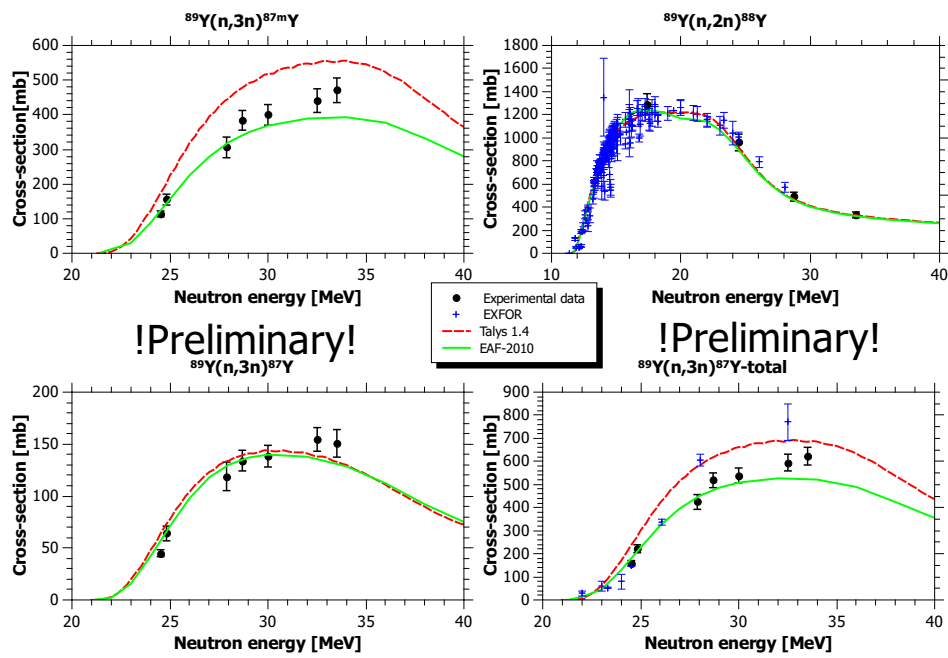 ⁸⁹Y(n,3n)⁸⁷ᵐY
Cross-section[mb]
600
500
400
300
200
100
0
20 25 30 35 40
Neutron energy [MeV]
⁸⁹Y(n,2n)⁸⁸Y
Cross-section [mb]
1800
1600
1400
1200
1000
800
600
400
200
0
10 20 30 40
Neutron energy [MeV]
Experimental data
EXFOR
Talys 1.4
EAF-2010
!Preliminary!
!Preliminary!
⁸⁹Y(n,3n)⁸⁷Y
Cross-section [mb]
200
150
100
50
0
20 25 30 35 40
Neutron energy [MeV]
⁸⁹Y(n,3n)⁸⁷Y-total
Cross-section [mb]
900
800
700
600
500
400
300
200
100
0
20 25 30 35 40
Neutron energy [MeV]